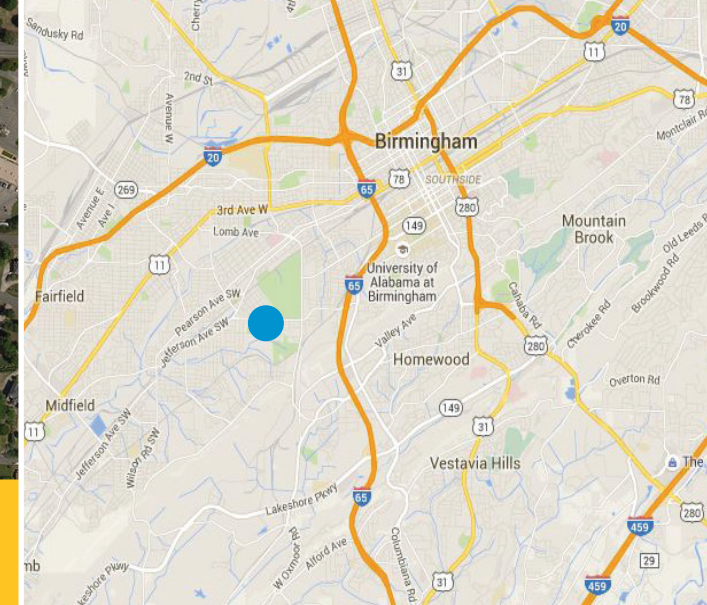 Sandusky Rd
Cherry
4th
20
11
31
2nd St
78
Montclair Rd
Avenue W
Birmingham
20
SOUTHSIDE
78
65
269
Avenue E
Ave I
3rd Ave W
280
Lomb Ave
149
Mountain
Brook
Old Leeds R
11
University of
Alabama at
Birmingham
65
Brookwood Rd
Fairfield
Pearson Ave SW
Cahaba Rd
Cherokee Rd
Jefferson Ave SW
Valley Ave
280
Homewood
Overton Rd
Midfield
149
11
31
Jefferson Ave SW
Wilson Rd SW
Vestavia Hills
The
Lakeshore Pkwy
65
280
459
W Oxmoor Rd
Alford Ave
Columbiana Rd
29
mb
keshore Pkwy
31
459